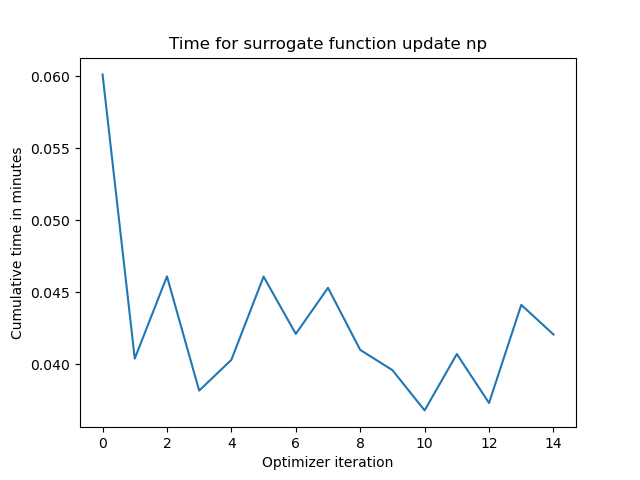 Time for surrogate function update np
Cumulative time in minutes
0.060
0.055
0.050
0.045
0.040
0 2 4 6 8 10 12 14
Optimizer iteration